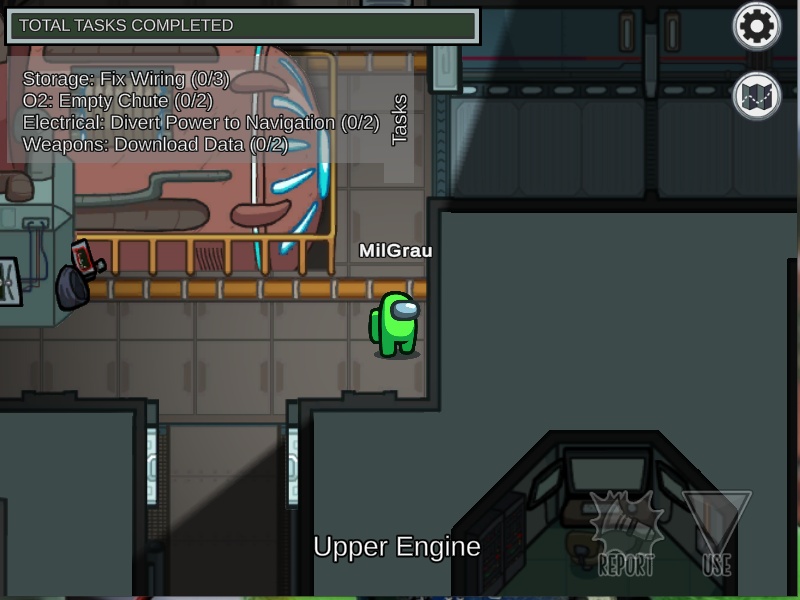 TOTAL TASKS COMPLETED
Storage: Fix Wiring (0/3)
O2: Empty Chute (0/2)
Electrical: Divert Power to Navigation (0/2)
Weapons: Download Data (0/2)
Tasks
MilGrau
Upper Engine
REPORT
USE